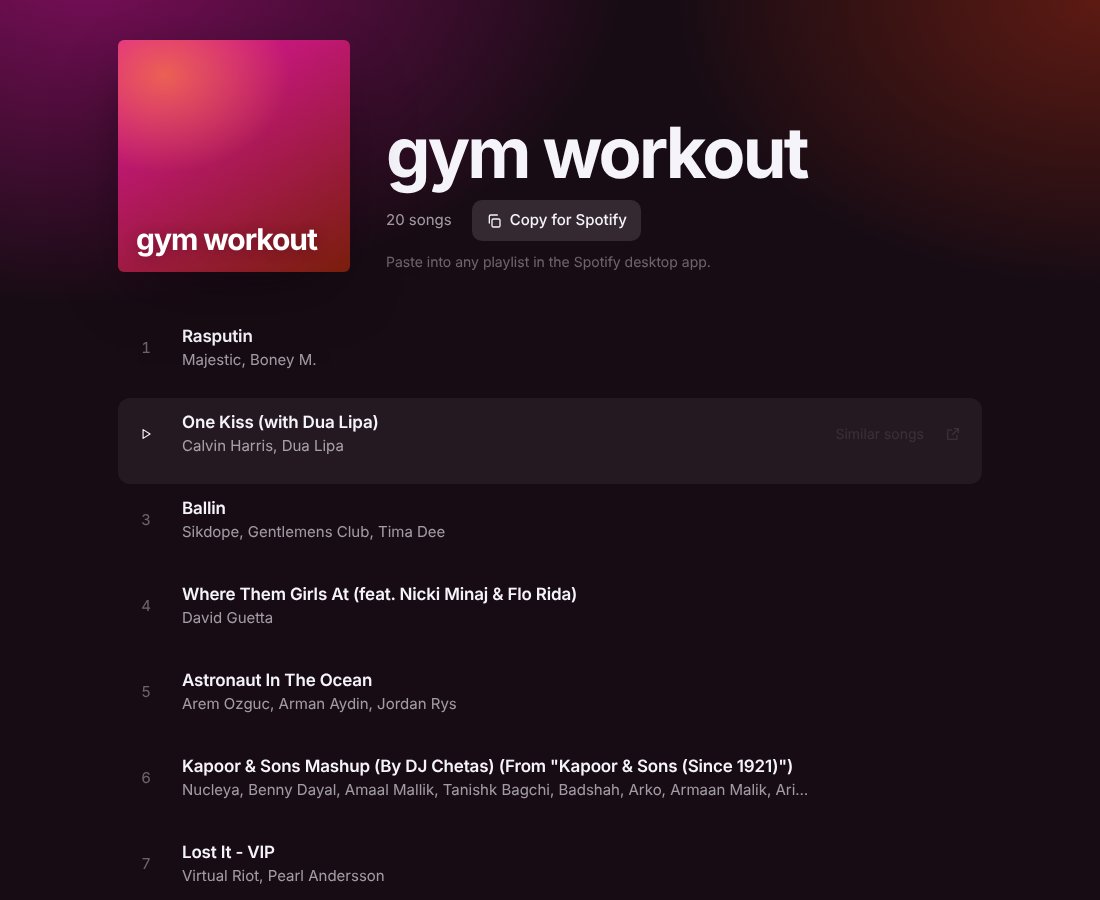 gym workout
gym workout
20 songs
Copy for Spotify
Paste into any playlist in the Spotify desktop app.
1
Rasputin
Majestic, Boney M.
One Kiss (with Dua Lipa)
Calvin Harris, Dua Lipa
Similar songs
3
Ballin
Sikdope, Gentlemens Club, Tima Dee
4
Where Them Girls At (feat. Nicki Minaj & Flo Rida)
David Guetta
5
Astronaut In The Ocean
Arem Ozguc, Arman Aydin, Jordan Rys
6
Kapoor & Sons Mashup (By DJ Chetas) (From "Kapoor & Sons (Since 1921)")
Nucleya, Benny Dayal, Amaal Mallik, Tanishk Bagchi, Badshah, Arko, Armaan Malik, Ari...
7
Lost It - VIP
Virtual Riot, Pearl Andersson